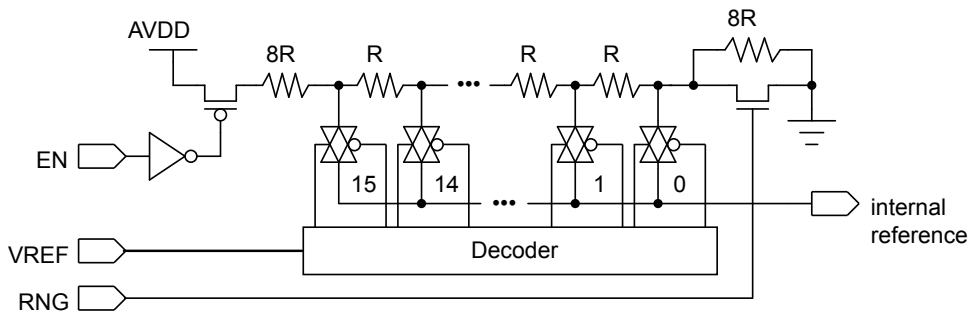 AVDD
8R
R
R
R
8R
•••
EN
15
14
1
0
•••
internal
reference
VREF
Decoder
RNG